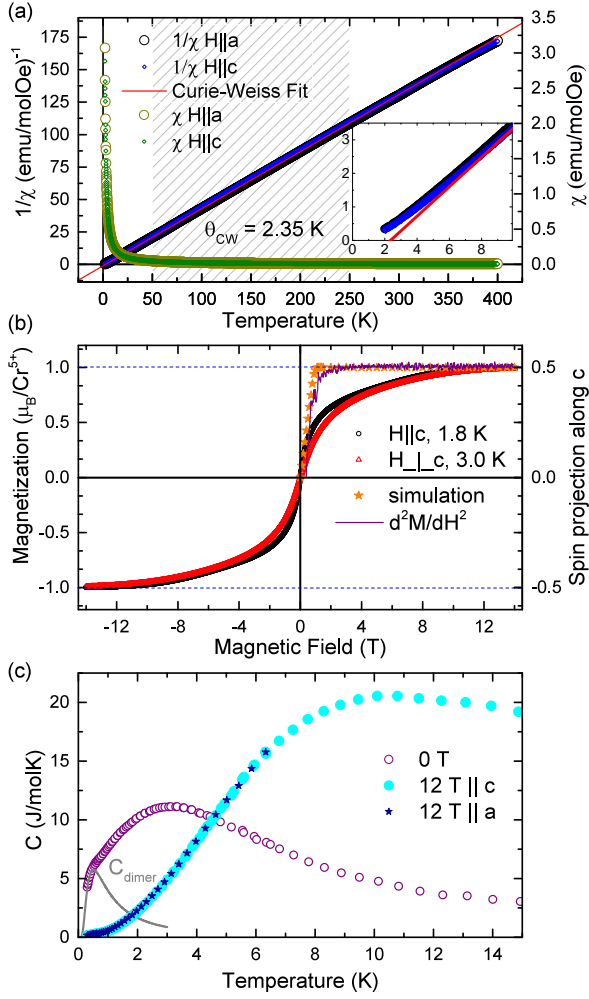 (a)
175
150
125
100
75
50
25
0
1/χ (emu/molOe)⁻¹
1/χ H||a
1/χ H||c
Curie-Weiss Fit
χ H||a
χ H||c
θCW = 2.35 K
3
2
1
0
0 2 4 6 8
3.5
3.0
2.5
2.0
1.5
1.0
0.5
0.0
χ (emu/molOe)
0 50 100 150 200 250 300 350 400
Temperature (K)
(b)
1.0
0.5
0.0
-0.5
-1.0
Magnetization (μB/Cr⁵⁺)
H||c, 1.8 K
H_|_c, 3.0 K
simulation
d²M/dH²
0.5
0.0
-0.5
Spin projection along c
-12 -8 -4 0 4 8 12
Magnetic Field (T)
(c)
20
15
10
5
0
C (J/molK)
0 T
12 T || c
12 T || a
Cdimer
0 2 4 6 8 10 12 14
Temperature (K)